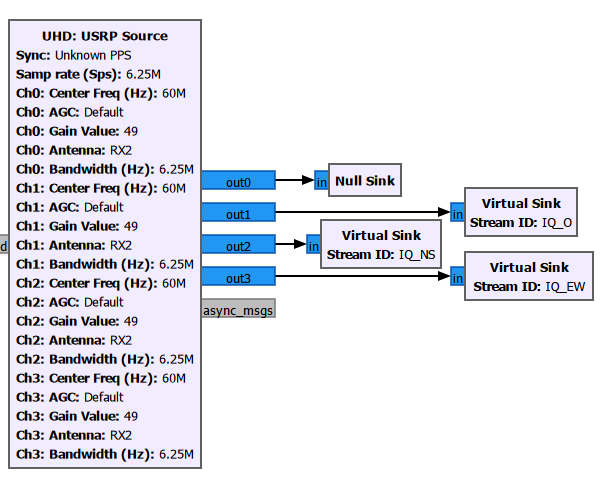 UHD: USRP Source
Sync: Unknown PPS
Samp rate (Sps): 6.25M
Ch0: Center Freq (Hz): 60M
Ch0: AGC: Default
Ch0: Gain Value: 49
Ch0: Antenna: RX2
Ch0: Bandwidth (Hz): 6.25M
Ch1: Center Freq (Hz): 60M
Ch1: AGC: Default
Ch1: Gain Value: 49
Ch1: Antenna: RX2
Ch1: Bandwidth (Hz): 6.25M
Ch2: Center Freq (Hz): 60M
Ch2: AGC: Default
Ch2: Gain Value: 49
Ch2: Antenna: RX2
Ch2: Bandwidth (Hz): 6.25M
Ch3: Center Freq (Hz): 60M
Ch3: AGC: Default
Ch3: Gain Value: 49
Ch3: Antenna: RX2
Ch3: Bandwidth (Hz): 6.25M
d
out0
out1
out2
out3
async_msgs
in
Null Sink
in
Virtual Sink
Stream ID: IQ_O
in
Virtual Sink
Stream ID: IQ_NS
in
Virtual Sink
Stream ID: IQ_EW